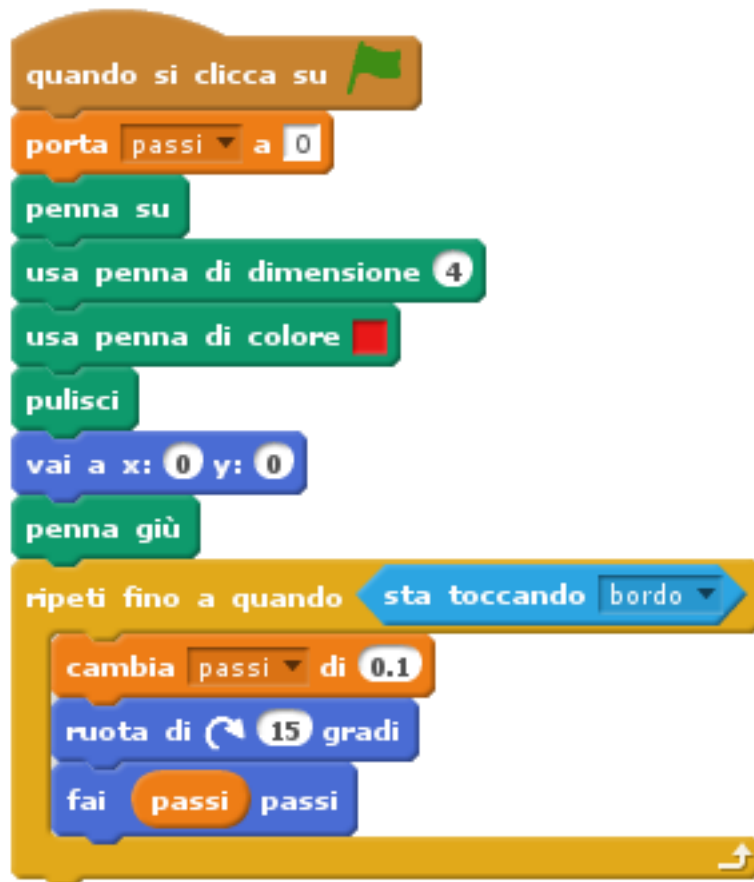 quando si clicca su
porta passi a 0
penna su
usa penna di dimensione 4
usa penna di colore
pulisci
vai a x: 0 y: 0
penna giù
ripeti fino a quando sta toccando bordo
cambia passi di 0.1
ruota di 15 gradi
fai passi passi